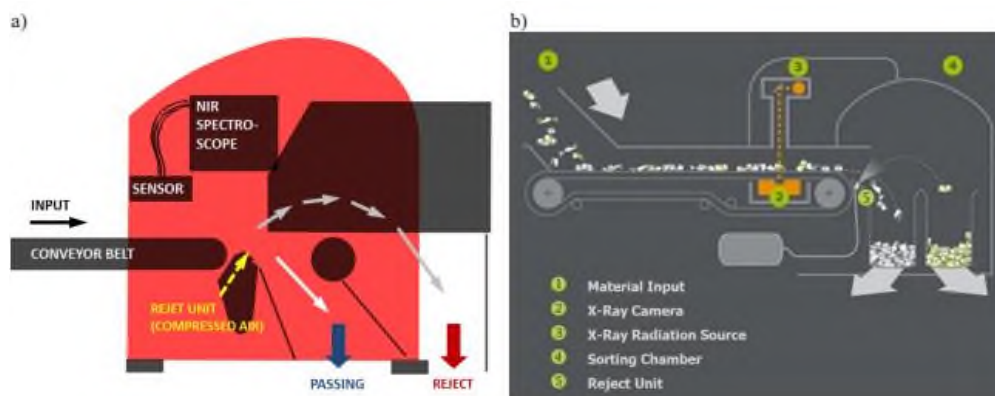 a)
NIR
SPECTRO-
SCOPE
SENSOR
INPUT
CONVEYOR BELT
REJET UNIT
(COMPRESSED AIR)
PASSING
REJECT
b)
1
3
4
2
5
1 Material Input
2 X-Ray Camera
3 X-Ray Radiation Source
4 Sorting Chamber
5 Reject Unit